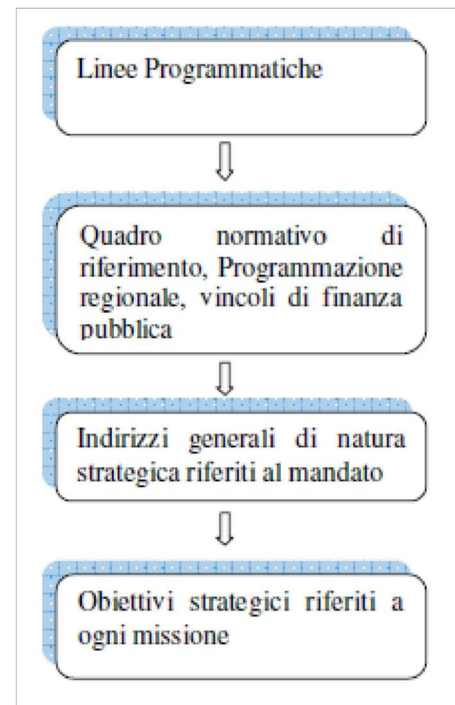 Linee Programmatiche
Quadro normativo di
riferimento, Programmazione
regionale, vincoli di finanza
pubblica
Indirizzi generali di natura
strategica riferiti al mandato
Obiettivi strategici riferiti a
ogni missione